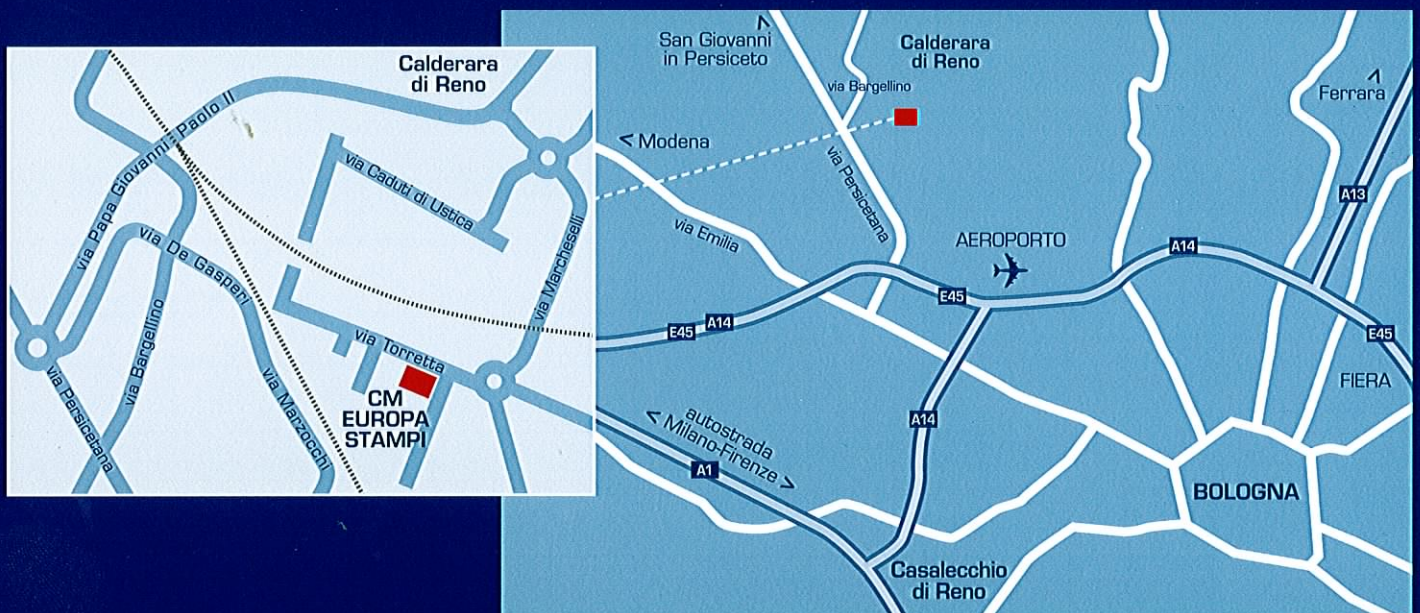 Calderara
di Reno
via Papa Giovanni Paolo II
via Caduti di Ustica
via De Gasperi
via Marcheselli
via Bargellino
via Torretta
via Persicetana
via Marzocchi
CM
EUROPA
STAMPI
San Giovanni
in Persiceto
Calderara
di Reno
via Bargellino
Ferrara
< Modena
via Persicetana
A13
via Emilia
AEROPORTO
A14
E45
E45
A14
E45
FIERA
A14
< autostrada
Milano-Firenze >
A1
BOLOGNA
Casalecchio
di Reno